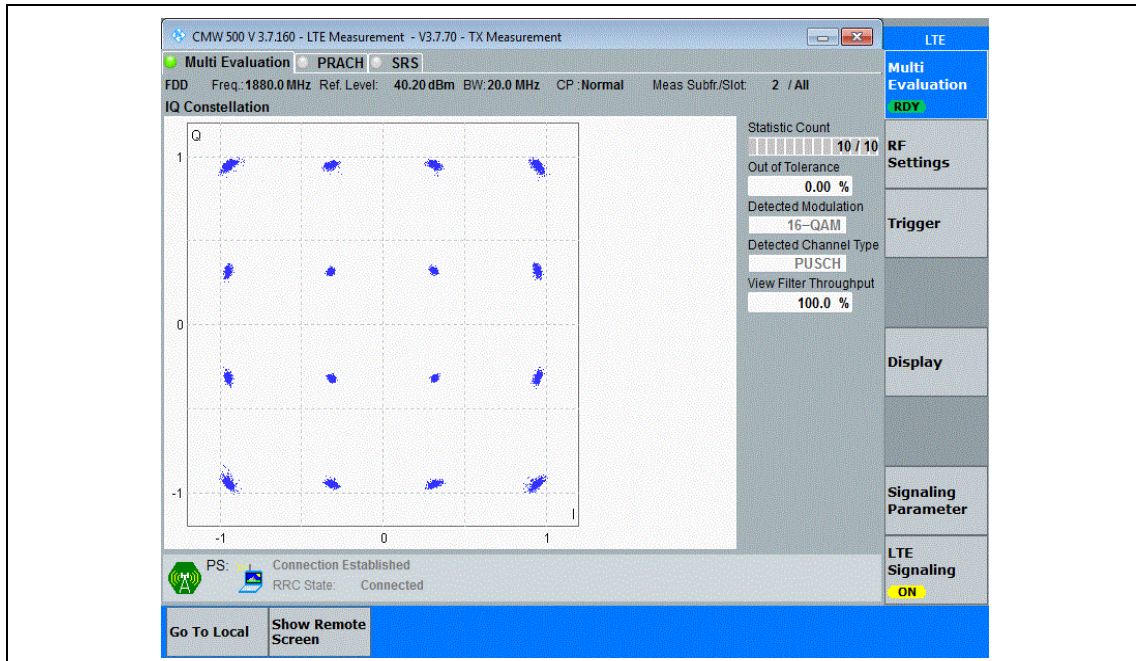 CMW 500 V 3.7.160 - LTE Measurement - V3.7.70 - TX Measurement
LTE
Multi Evaluation PRACH SRS
Multi
Evaluation
RDY
FDD Freq.:1880.0 MHz Ref. Level: 40.20 dBm BW:20.0 MHz CP :Normal Meas Subfr./Slot: 2 / All
IQ Constellation
Q
1
0
-1
-1 0 1
I
Statistic Count
10 / 10
Out of Tolerance
0.00 %
Detected Modulation
16-QAM
Detected Channel Type
PUSCH
View Filter Throughput
100.0 %
RF
Settings
Trigger
Display
Signaling
Parameter
LTE
Signaling
ON
PS: Connection Established
RRC State: Connected
Go To Local
Show Remote
Screen